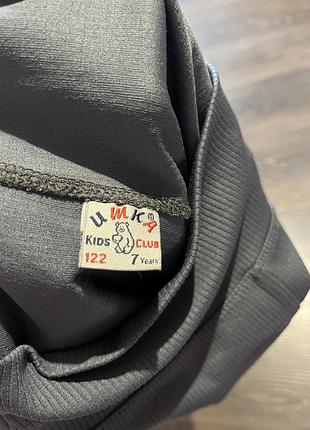 UMKA
KIDS CLUB
122 7 Years